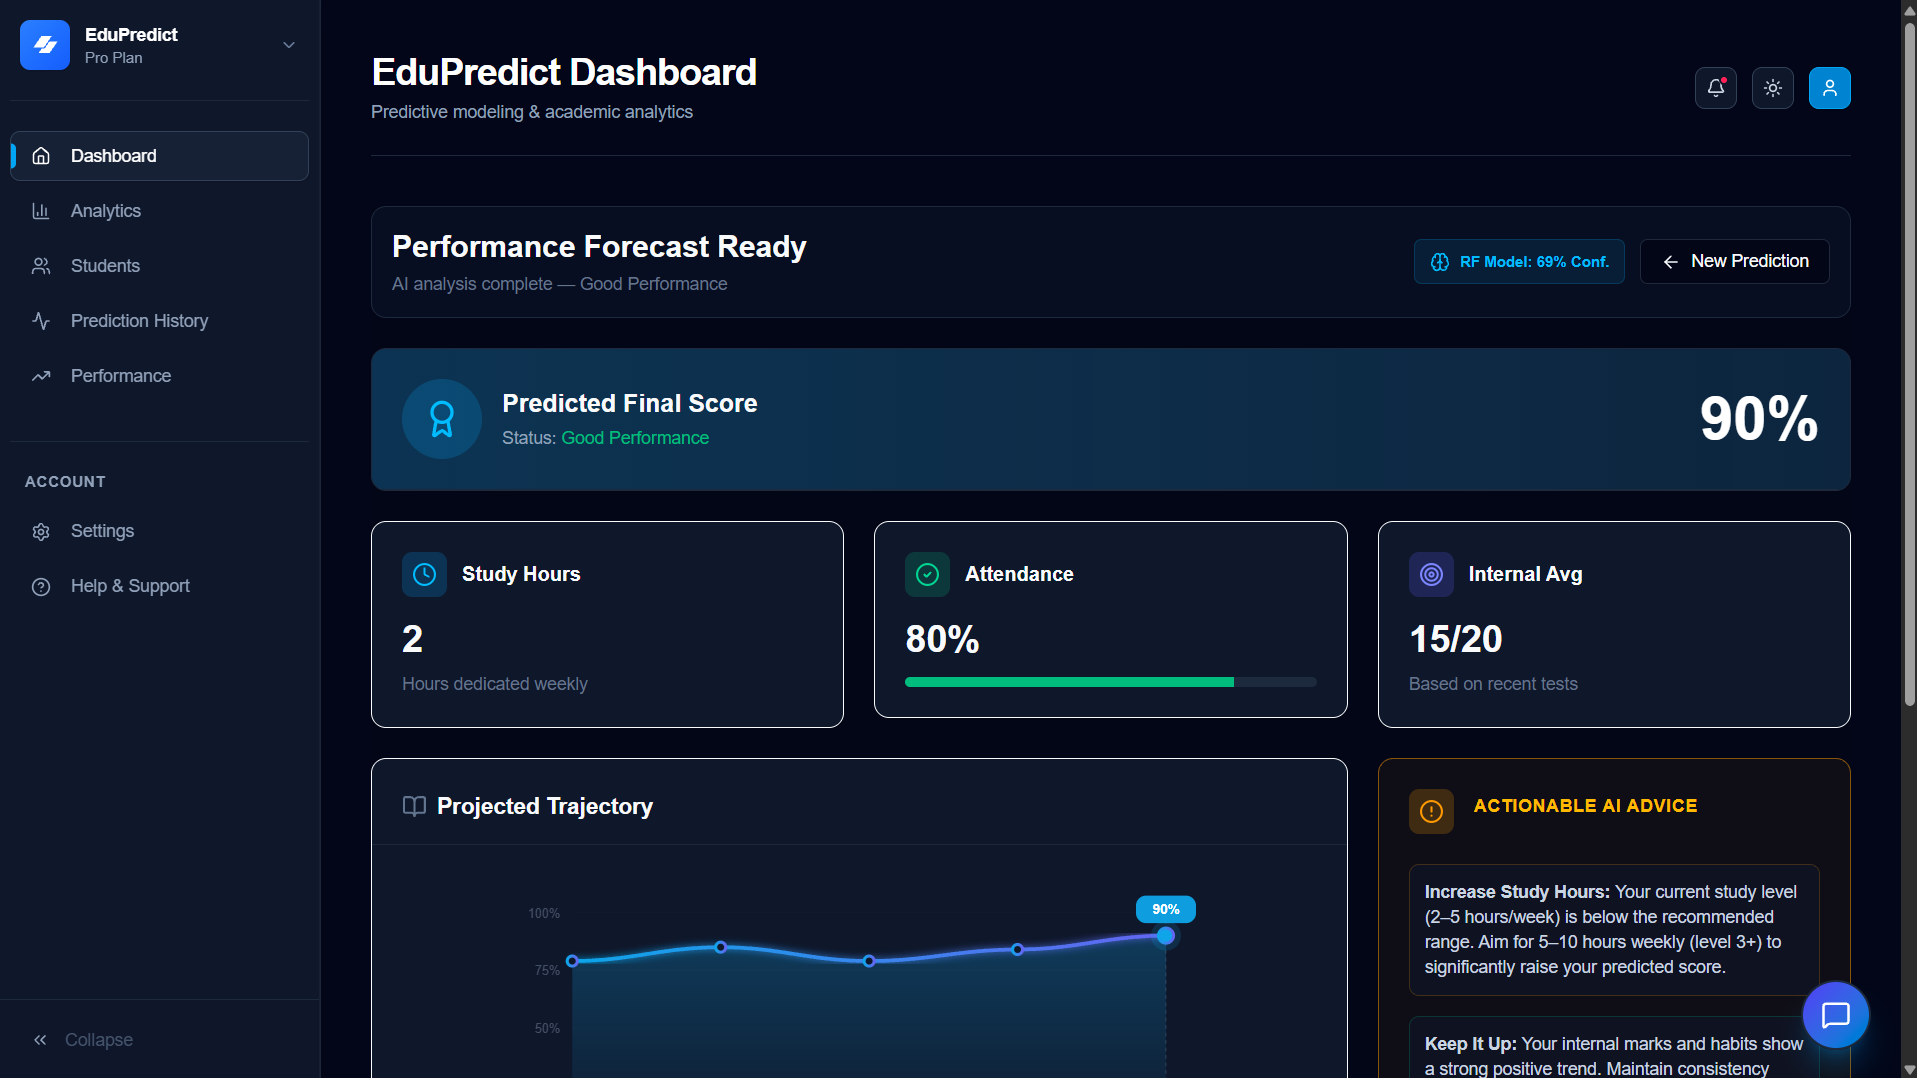 EduPredict
Pro Plan
Dashboard
Analytics
Students
Prediction History
Performance
ACCOUNT
Settings
Help & Support
Collapse
EduPredict Dashboard
Predictive modeling & academic analytics
Performance Forecast Ready
AI analysis complete — Good Performance
RF Model: 69% Conf.
New Prediction
Predicted Final Score
Status: Good Performance
90%
Study Hours
2
Hours dedicated weekly
Attendance
80%
Internal Avg
15/20
Based on recent tests
Projected Trajectory
100%
75%
50%
90%
ACTIONABLE AI ADVICE
Increase Study Hours: Your current study level
(2–5 hours/week) is below the recommended
range. Aim for 5–10 hours weekly (level 3+) to
significantly raise your predicted score.
Keep It Up: Your internal marks and habits show
a strong positive trend. Maintain consistency